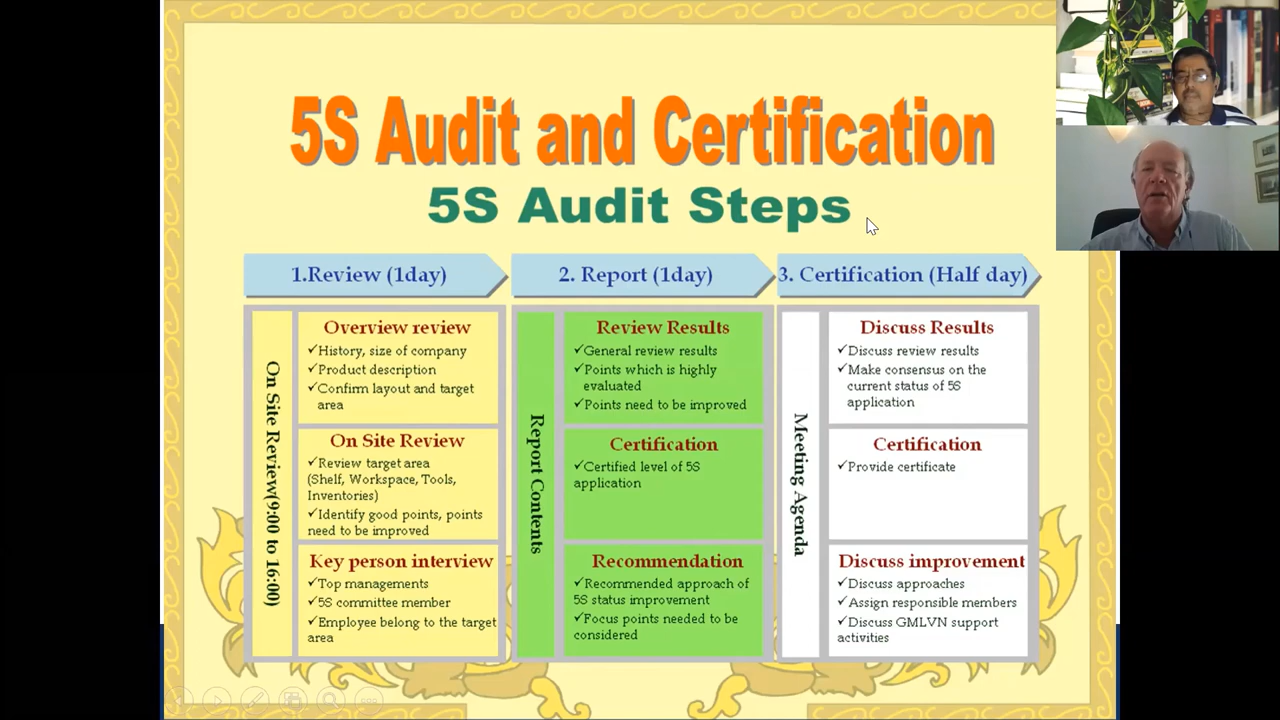 5S Audit and Certification
5S Audit Steps
1.Review (1day)
On Site Review(9:00 to 16:00)
Overview review
✓History, size of company
✓Product description
✓Confirm layout and target
area
On Site Review
✓Review target area
(Shelf, Workspace, Tools,
Inventories)
✓Identify good points, points
need to be improved
Key person interview
✓Top managements
✓5S committee member
✓Employee belong to the target
area
2. Report (1day)
Report Contents
Review Results
✓General review results
✓Points which is highly
evaluated
✓Points need to be improved
Certification
✓Certified level of 5S
application
Recommendation
✓Recommended approach of
5S status improvement
✓Focus points needed to be
considered
3. Certification (Half day)
Meeting Agenda
Discuss Results
✓Discuss review results
✓Make consensus on the
current status of 5S
application
Certification
✓Provide certificate
Discuss improvement
✓Discuss approaches
✓Assign responsible members
✓Discuss GMLVN support
activities